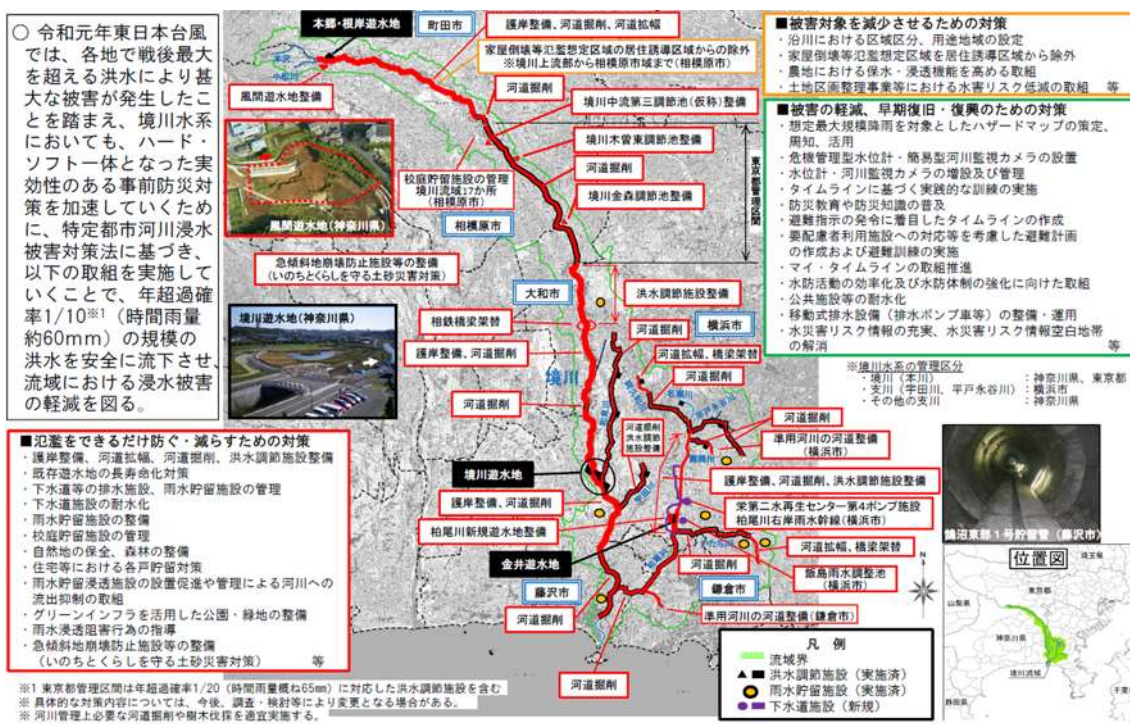 ○ 令和元年東日本台風
では、各地で戦後最大
を超える洪水により甚
大な被害が発生したこ
とを踏まえ、境川水系
においても、ハード・
ソフト一体となった実
効性のある事前防災対
策を加速していくため
に、特定都市河川浸水
被害対策法に基づき、
以下の取組を実施して
いくことで、年超過確
率1/10※1（時間雨量
約60mm）の規模の
洪水を安全に流下させ、
流域における浸水被害
の軽減を図る。
本郷・根岸遊水地
町田市
護岸整備、河道掘削、河道拡幅
家屋倒壊等氾濫想定区域の居住誘導区域からの除外
※境川上流部から相模原市域まで（相模原市）
小松川
風間遊水地整備
河道掘削
境川中流第三調節池（仮称）整備
境川木曽東調節池整備
東京都管理区間
校庭貯留施設の管理
境川流域17か所
（相模原市）
河道掘削
境川金森調節池整備
風間遊水地（神奈川県）
相模原市
急傾斜地崩壊防止施設等の整備
（いのちとくらしを守る土砂災害対策）
大和市
洪水調節施設整備
境川遊水地（神奈川県）
相鉄橋梁架替
河道掘削
横浜市
護岸整備、河道掘削
境川
河道拡幅、橋梁架替
河道掘削
河道掘削
河道掘削
河道掘削
洪水調節
施設整備
準用河川の河道整備
（横浜市）
境川遊水地
護岸整備、河道掘削、洪水調節施設整備
護岸整備、河道掘削
栄第二水再生センター第4ポンプ施設
柏尾川右岸雨水幹線（横浜市）
柏尾川新規遊水地整備
河道拡幅、橋梁架替
金井遊水地
河道掘削
飯島雨水調整池
（横浜市）
藤沢市
鎌倉市
河道掘削
準用河川の河道整備（鎌倉市）
河道掘削
■被害対象を減少させるための対策
・沿川における区域区分、用途地域の設定
・家屋倒壊等氾濫想定区域を居住誘導区域から除外
・農地における保水・浸透機能を高める取組
・土地区画整理事業等における水害リスク低減の取組　等
■被害の軽減、早期復旧・復興のための対策
・想定最大規模降雨を対象としたハザードマップの策定、
周知、活用
・危機管理型水位計・簡易型河川監視カメラの設置
・水位計・河川監視カメラの増設及び管理
・タイムラインに基づく実践的な訓練の実施
・防災教育や防災知識の普及
・避難指示の発令に着目したタイムラインの作成
・要配慮者利用施設への対応等を考慮した避難計画
の作成および避難訓練の実施
・マイ・タイムラインの取組推進
・水防活動の効率化及び水防体制の強化に向けた取組
・公共施設等の耐水化
・移動式排水設備（排水ポンプ車等）の整備・運用
・水災害リスク情報の充実、水災害リスク情報空白地帯
の解消　等
※境川水系の管理区分
・境川（本川）　：神奈川県、東京都
・支川（宇田川、平戸永谷川）：横浜市
・その他の支川　：神奈川県
鵠沼東部1号貯留管（藤沢市）
■氾濫をできるだけ防ぐ・減らすための対策
・護岸整備、河道拡幅、河道掘削、洪水調節施設整備
・既存遊水地の長寿命化対策
・下水道等の排水施設、雨水貯留施設の管理
・下水道施設の耐水化
・雨水貯留施設の整備
・校庭貯留施設の管理
・自然地の保全、森林の整備
・住宅等における各戸貯留対策
・雨水貯留浸透施設の設置促進や管理による河川への
流出抑制の取組
・グリーンインフラを活用した公園・緑地の整備
・雨水浸透阻害行為の指導
・急傾斜地崩壊防止施設等の整備
（いのちとくらしを守る土砂災害対策）　等
凡　例
流域界
洪水調節施設（実施済）
雨水貯留施設（実施済）
下水道施設（新規）
位置図
埼玉県
東京都
山梨県
神奈川県
境川流域
静岡県
千葉
※1 東京都管理区間は年超過確率1/20（時間雨量概ね65mm）に対応した洪水調節施設を含む
※ 具体的な対策内容については、今後、調査・検討等により変更となる場合がある。
※ 河川管理上必要な河道掘削や樹木伐採を適宜実施する。